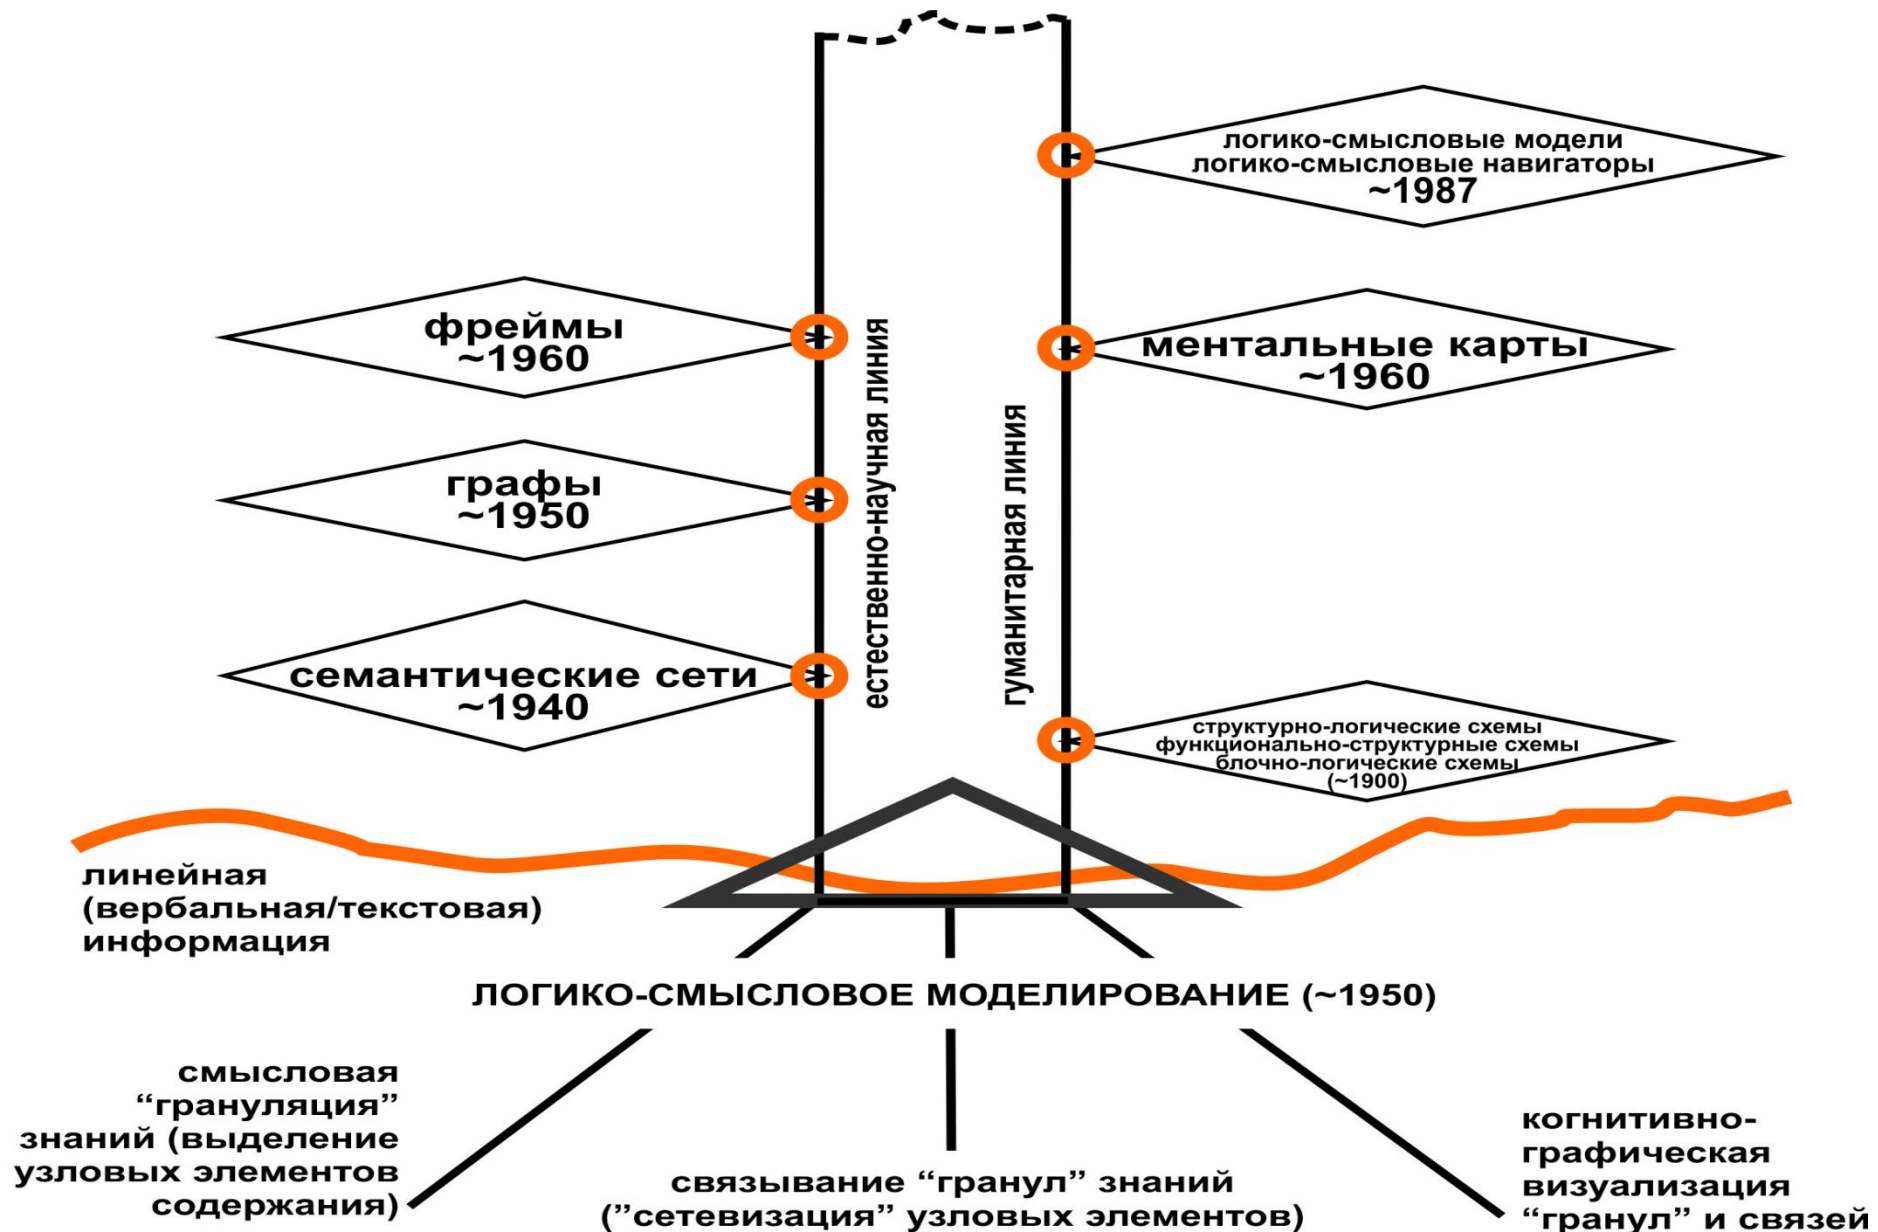 логико-смысловые модели
логико-смысловые навигаторы
~1987
фреймы
~1960
ментальные карты
~1960
естественно-научная линия
гуманитарная линия
графы
~1950
семантические сети
~1940
структурно-логические схемы
функционально-структурные схемы
блочно-логические схемы
(~1900)
линейная
(вербальная/текстовая)
информация
ЛОГИКО-СМЫСЛОВОЕ МОДЕЛИРОВАНИЕ (~1950)
смысловая
“грануляция”
знаний (выделение
узловых элементов
содержания)
связывание “гранул” знаний
(”сетевизация” узловых элементов)
когнитивно-
графическая
визуализация
“гранул” и связей